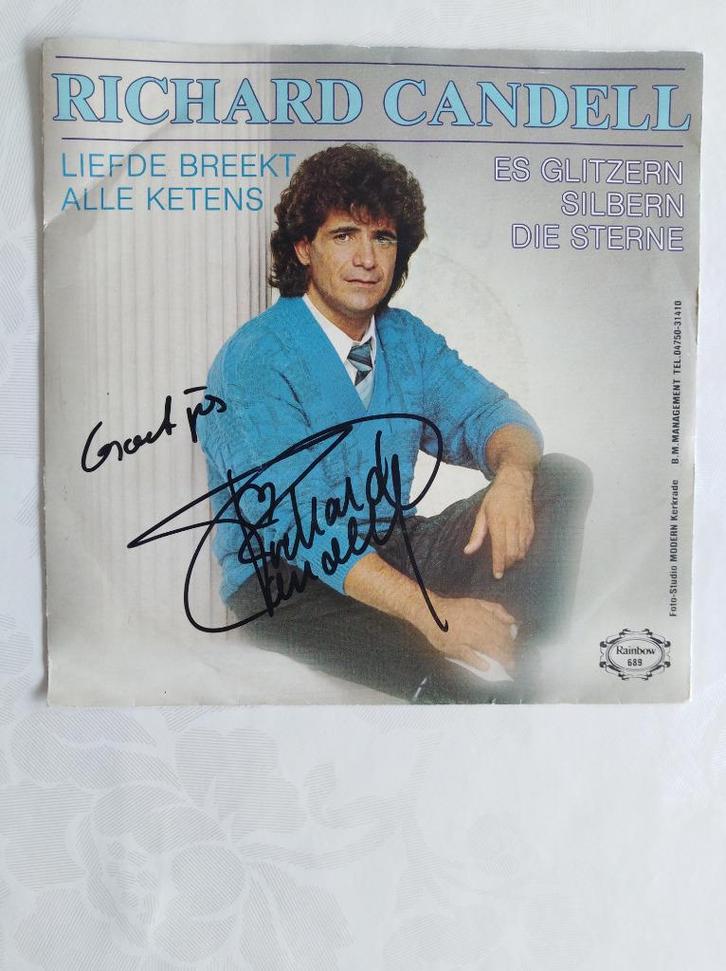 RICHARD CANDELL
LIEFDE BREEKT
ALLE KETENS
ES GLITZERN
SILBERN
DIE STERNE
Groetjes
Richard
Candell
Foto-Studio MODERN Kerkrade B.M.MANAGEMENT TEL.04750-31410
Rainbow
689